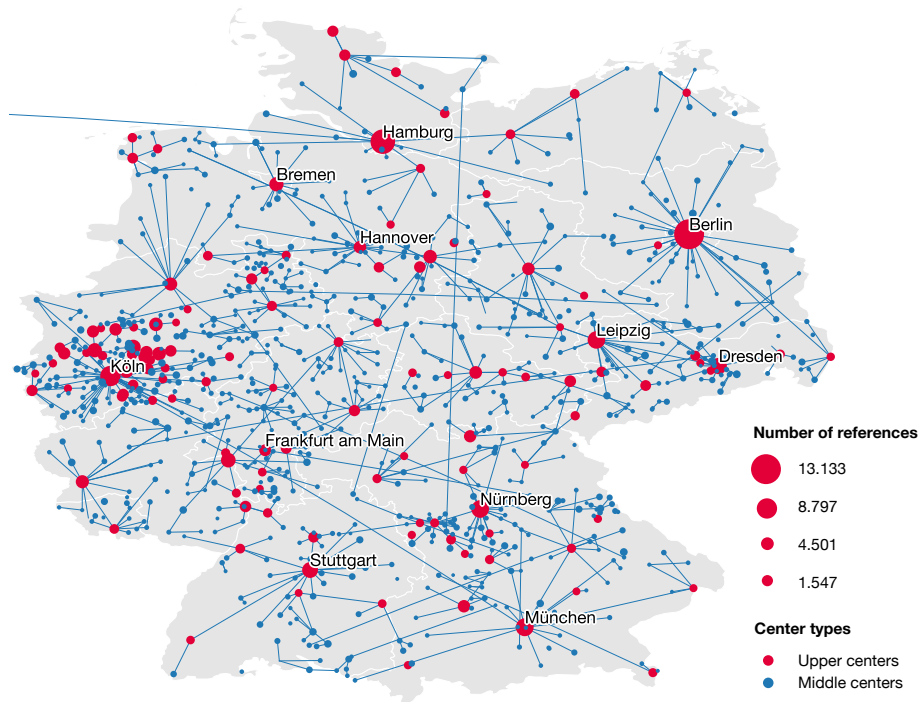 Hamburg
Bremen
Berlin
Hannover
Leipzig
Dresden
Köln
Frankfurt am Main
Nürnberg
Stuttgart
München
Number of references
13.133
8.797
4.501
1.547
Center types
Upper centers
Middle centers